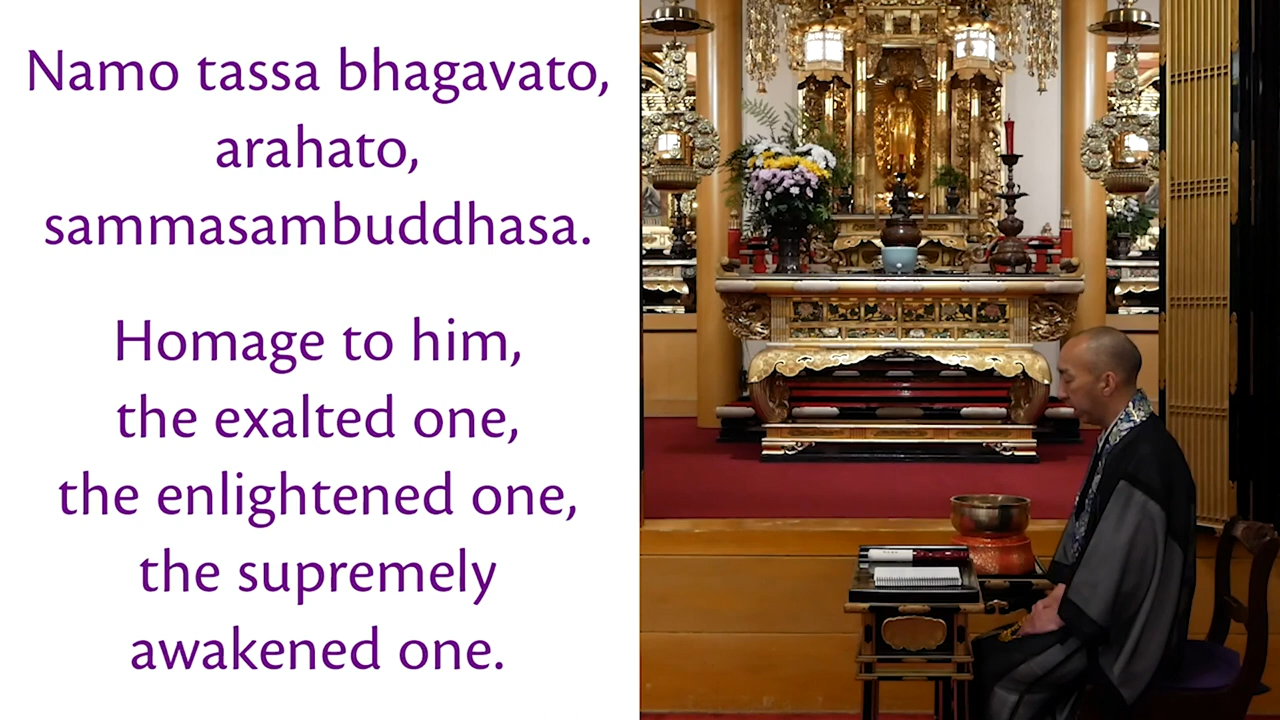 Namo tassa bhagavato,
arahato,
sammasambuddhasa.
Homage to him,
the exalted one,
the enlightened one,
the supremely
awakened one.